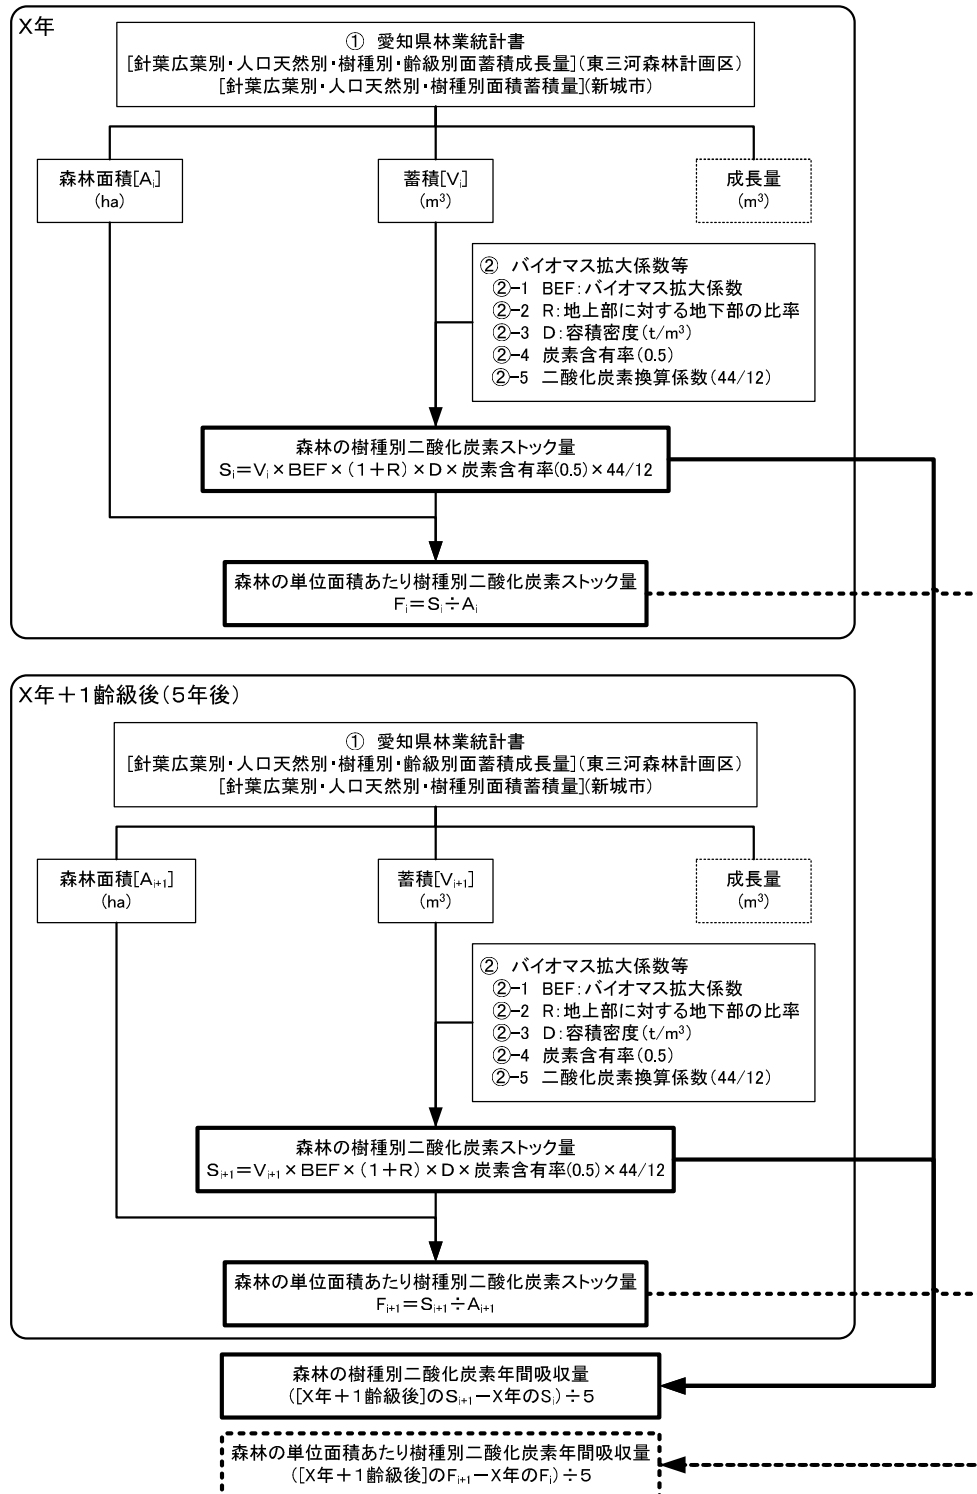 X年
① 愛知県林業統計書
[針葉広葉別・人口天然別・樹種別・齢級別面蓄積成長量](東三河森林計画区)
[針葉広葉別・人口天然別・樹種別面積蓄積量](新城市)
森林面積[Ai]
(ha)
蓄積[Vi]
(m³)
成長量
(m³)
② バイオマス拡大係数等
②-1 BEF：バイオマス拡大係数
②-2 R：地上部に対する地下部の比率
②-3 D：容積密度(t/m³)
②-4 炭素含有率(0.5)
②-5 二酸化炭素換算係数(44/12)
森林の樹種別二酸化炭素ストック量
Si＝Vi×BEF×(1＋R)×D×炭素含有率(0.5)×44/12
森林の単位面積あたり樹種別二酸化炭素ストック量
Fi＝Si÷Ai
X年＋1齢級後(5年後)
① 愛知県林業統計書
[針葉広葉別・人口天然別・樹種別・齢級別面蓄積成長量](東三河森林計画区)
[針葉広葉別・人口天然別・樹種別面積蓄積量](新城市)
森林面積[Ai+1]
(ha)
蓄積[Vi+1]
(m³)
成長量
(m³)
② バイオマス拡大係数等
②-1 BEF：バイオマス拡大係数
②-2 R：地上部に対する地下部の比率
②-3 D：容積密度(t/m³)
②-4 炭素含有率(0.5)
②-5 二酸化炭素換算係数(44/12)
森林の樹種別二酸化炭素ストック量
Si+1＝Vi+1×BEF×(1＋R)×D×炭素含有率(0.5)×44/12
森林の単位面積あたり樹種別二酸化炭素ストック量
Fi+1＝Si+1÷Ai+1
森林の樹種別二酸化炭素年間吸収量
([X年＋1齢級後]のSi+1－X年のSi)÷5
森林の単位面積あたり樹種別二酸化炭素年間吸収量
([X年＋1齢級後]のFi+1－X年のFi)÷5